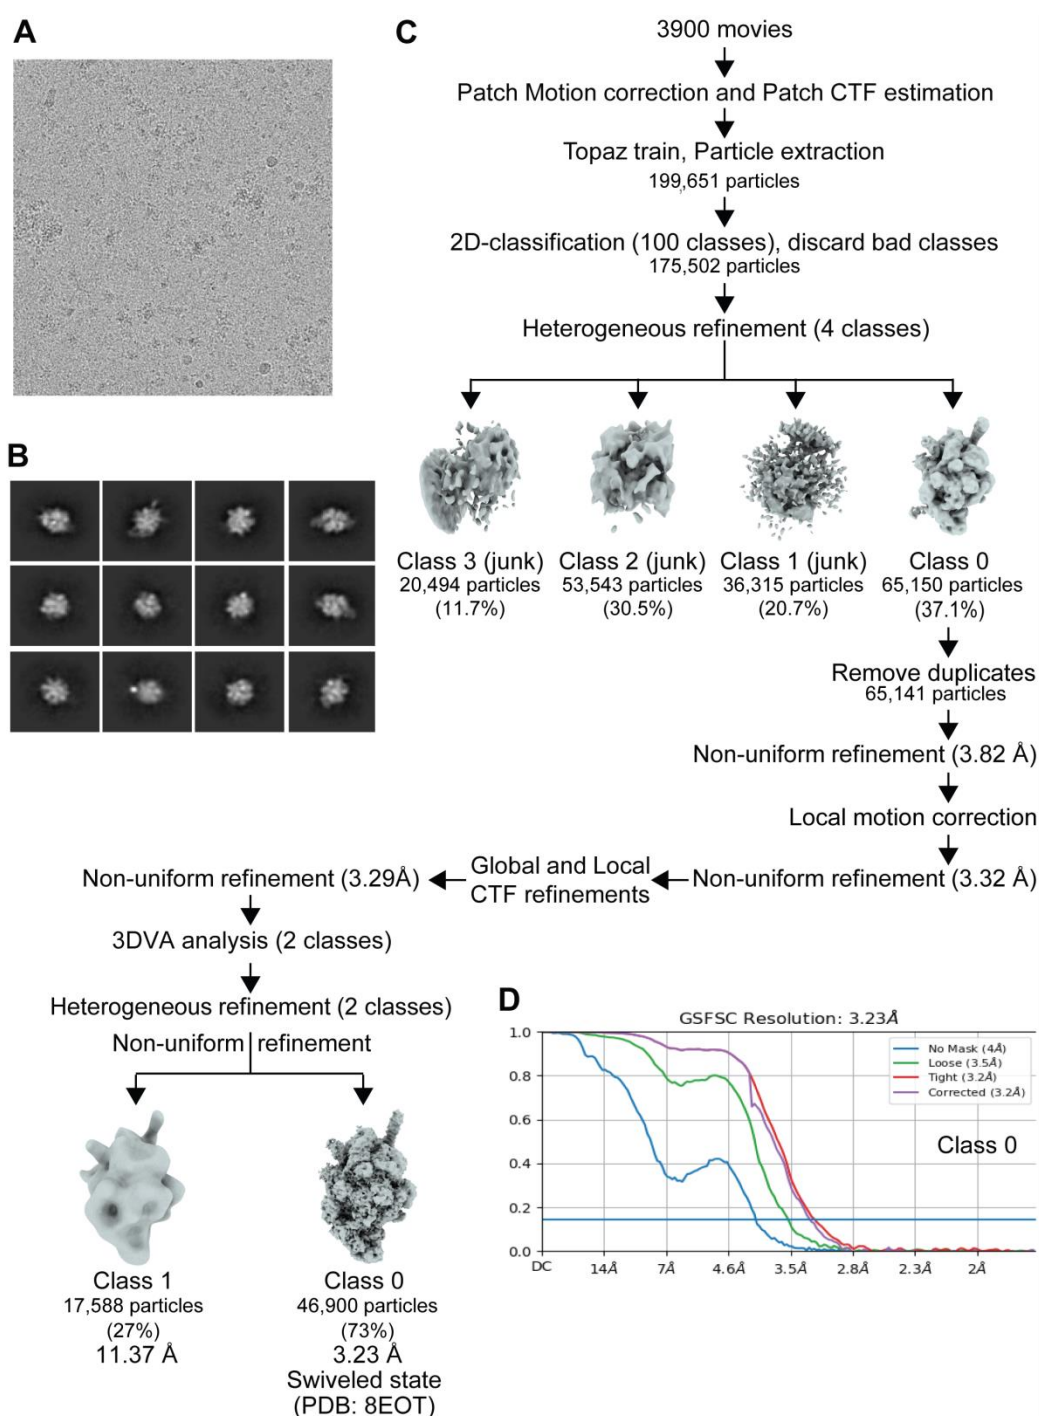 A
C
3900 movies
Patch Motion correction and Patch CTF estimation
Topaz train, Particle extraction
199,651 particles
2D-classification (100 classes), discard bad classes
175,502 particles
Heterogeneous refinement (4 classes)
B
Class 3 (junk)
20,494 particles
(11.7%)
Class 2 (junk)
53,543 particles
(30.5%)
Class 1 (junk)
36,315 particles
(20.7%)
Class 0
65,150 particles
(37.1%)
Remove duplicates
65,141 particles
Non-uniform refinement (3.82 Å)
Local motion correction
Non-uniform refinement (3.32 Å)
Global and Local
CTF refinements
Non-uniform refinement (3.29Å)
3DVA analysis (2 classes)
Heterogeneous refinement (2 classes)
Non-uniform refinement
Class 1
17,588 particles
(27%)
11.37 Å
Class 0
46,900 particles
(73%)
3.23 Å
Swiveled state
(PDB: 8EOT)
D
GSFSC Resolution: 3.23Å
1.0
0.8
0.6
0.4
0.2
0.0
No Mask (4Å)
Loose (3.5Å)
Tight (3.2Å)
Corrected (3.2Å)
Class 0
DC 14Å 7Å 4.6Å 3.5Å 2.8Å 2.3Å 2Å